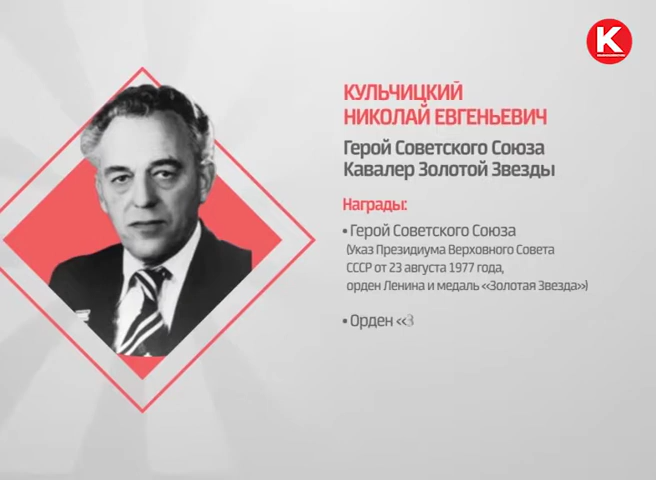 K
КУЛЬЧИЦКИЙ
НИКОЛАЙ ЕВГЕНЬЕВИЧ
Герой Советского Союза
Кавалер Золотой Звезды
Награды:
• Герой Советского Союза
(Указ Президиума Верховного Совета
СССР от 23 августа 1977 года,
орден Ленина и медаль «Золотая Звезда»)
• Орден «З